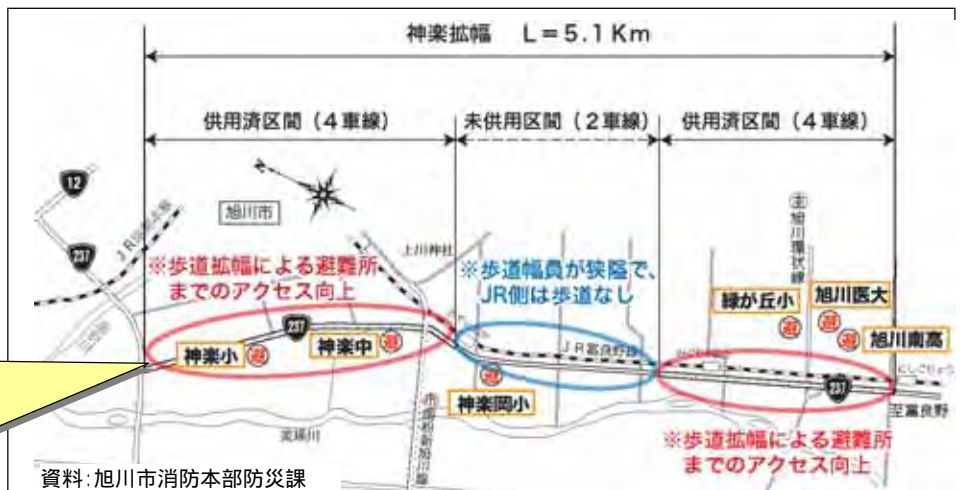 神楽拡幅 L=5.1Km
供用済区間(4車線)
未供用区間(2車線)
供用済区間(4車線)
12
237
旭川市
上川神社
旭川環状線
※歩道拡幅による避難所
までのアクセス向上
※歩道幅員が狭隘で、
JR側は歩道なし
緑が丘小
旭川医大
旭川南高
避
避
避
神楽小
避
神楽中
避
237
JR富良野線
神楽岡小
避
237
至富良野
美瑛川
※歩道拡幅による避難所
までのアクセス向上
資料:旭川市消防本部防災課